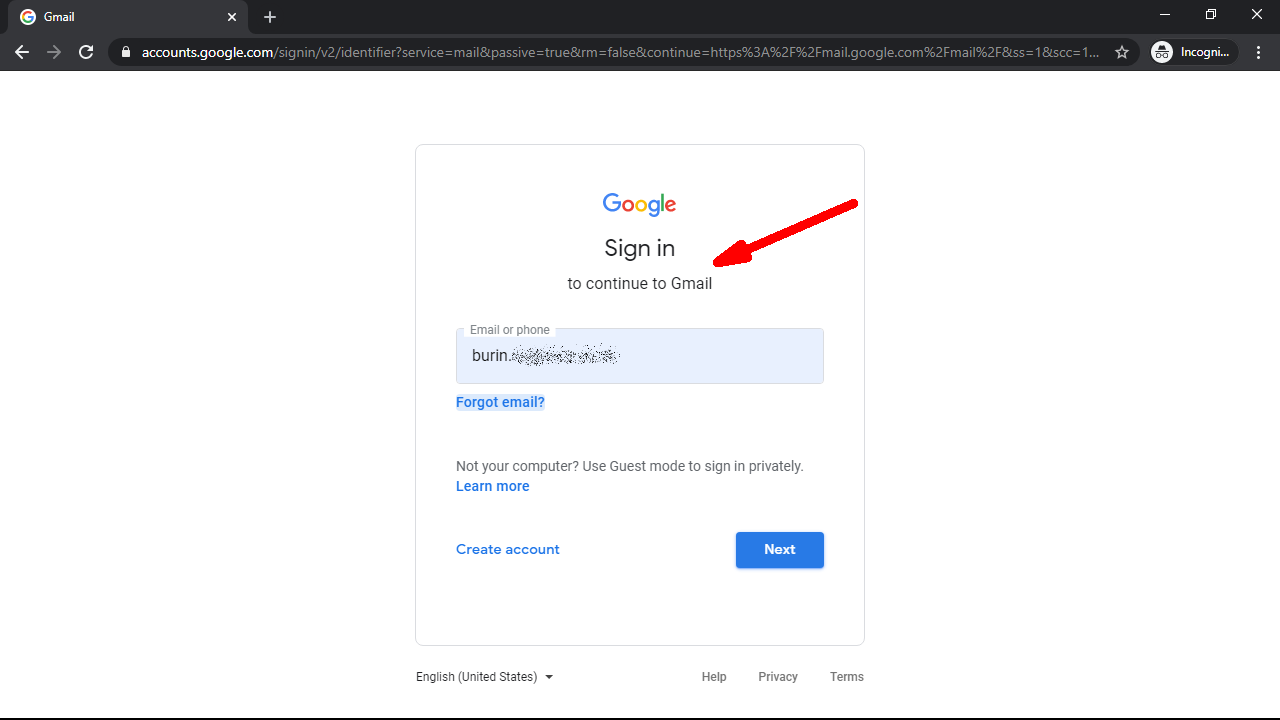 Gmail
accounts.google.com/signin/v2/identifier?service=mail&passive=true&rm=false&continue=https%3A%2F%2Fmail.google.com%2Fmail%2F&ss=1&scc=1... Incogni...
Google
Sign in
to continue to Gmail
Email or phone
burin.
Forgot email?
Not your computer? Use Guest mode to sign in privately.
Learn more
Create account Next
English (United States) Help Privacy Terms